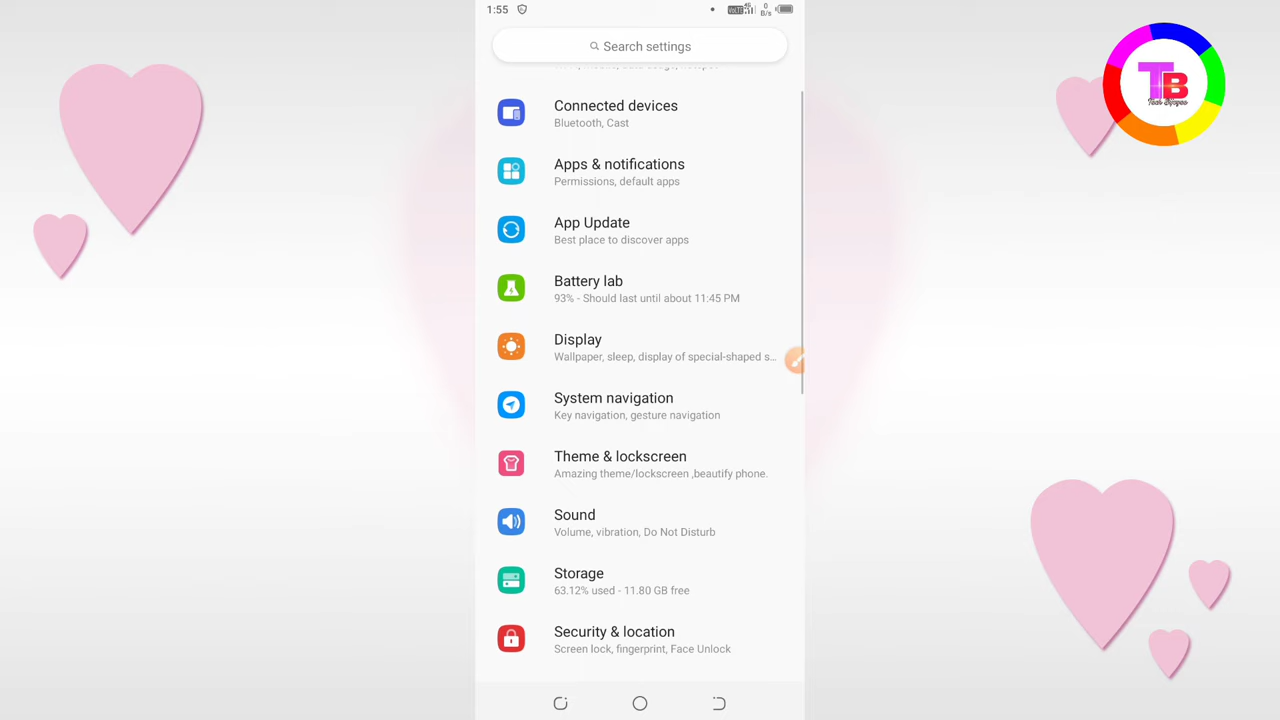 1:55
VoLTE 4G 0 B/s
Search settings
Connected devices
Bluetooth, Cast
Apps & notifications
Permissions, default apps
App Update
Best place to discover apps
Battery lab
93% - Should last until about 11:45 PM
Display
Wallpaper, sleep, display of special-shaped s...
System navigation
Key navigation, gesture navigation
Theme & lockscreen
Amazing theme/lockscreen ,beautify phone.
Sound
Volume, vibration, Do Not Disturb
Storage
63.12% used - 11.80 GB free
Security & location
Screen lock, fingerprint, Face Unlock
TB